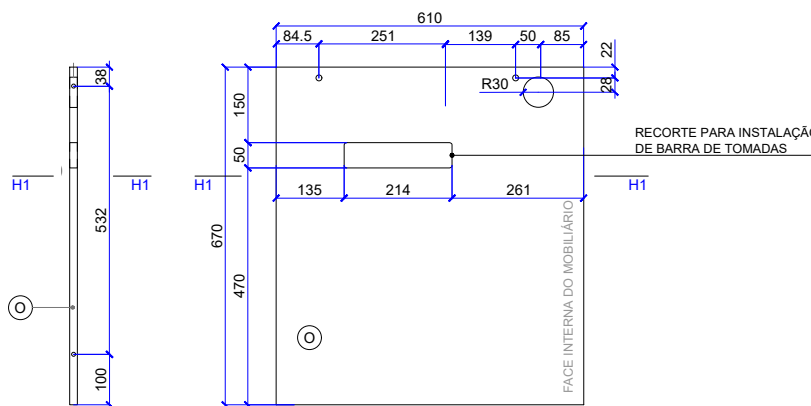 610
84.5
251
139
50
85
22
28
38
R30
150
50
RECORTE PARA INSTALAÇÃO
DE BARRA DE TOMADAS
H1
H1
H1
H1
135
214
261
532
670
470
FACE INTERNA DO MOBILIÁRIO
O
O
100